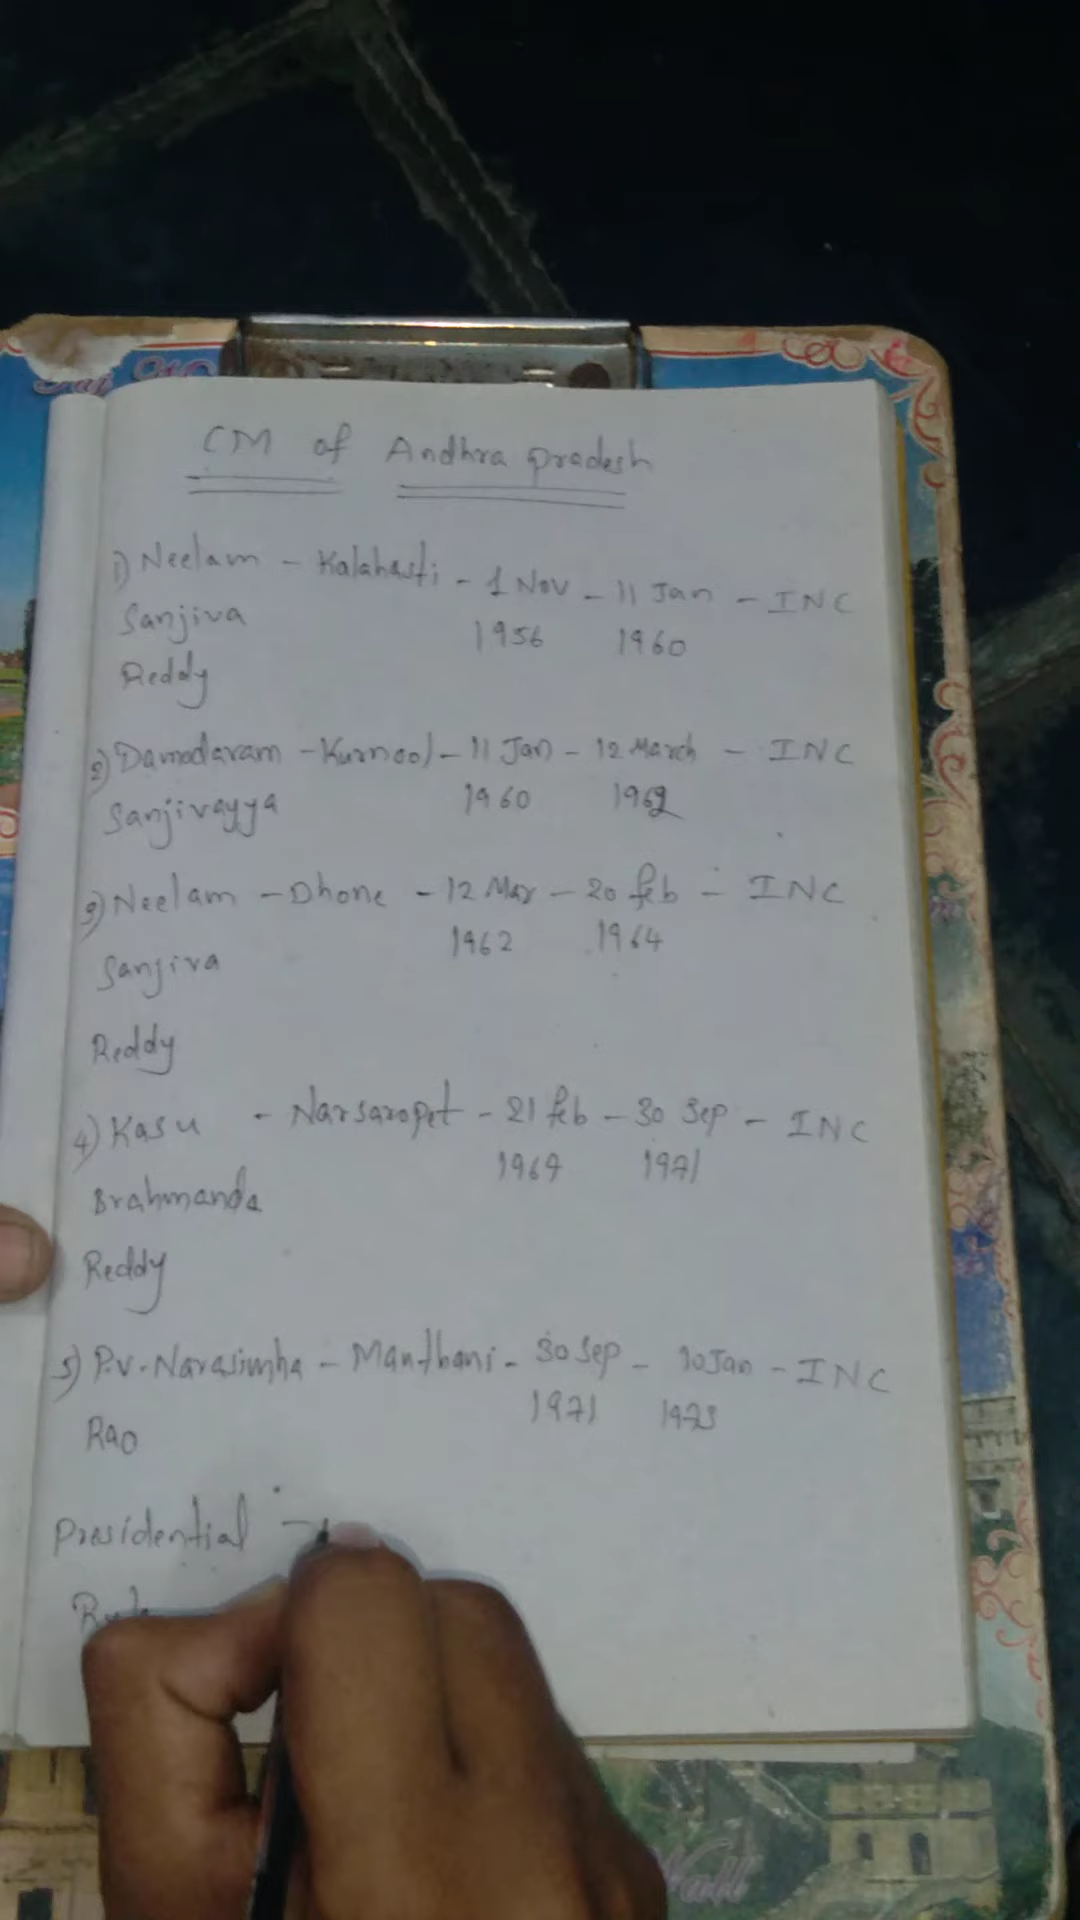 CM of Andhra pradesh
1) Neelam - Kalahasti - 1 Nov - 11 Jan - INC
Sanjiva 1956 1960
Reddy
2) Damodaram - Kurnool - 11 Jan - 12 March - INC
Sanjivayya 1960 1962
3) Neelam - Dhone - 12 Mar - 20 feb - INC
Sanjiva 1962 1964
Reddy
4) Kasu - Narsaropet - 21 feb - 30 Sep - INC
Brahmanda 1964 1971
Reddy
5) P.V. Narasimha - Manthani - 30 Sep - 10 Jan - INC
Rao 1971 1973
Presidential -